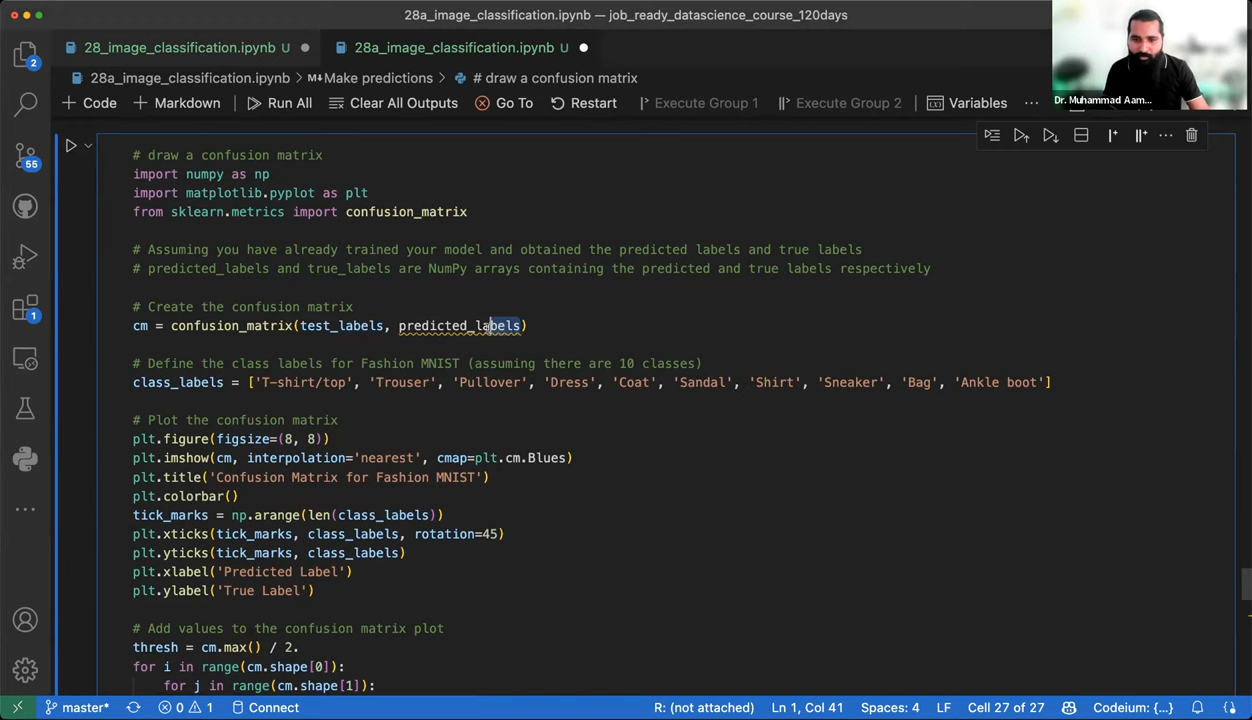 28a_image_classification.ipynb — job_ready_datascience_course_120days
28_image_classification.ipynb U
28a_image_classification.ipynb U
28a_image_classification.ipynb > M↓Make predictions > # draw a confusion matrix
Dr. Muhammad Aam...
+ Code + Markdown Run All Clear All Outputs Go To Restart Execute Group 1 Execute Group 2 Variables ...
2
55
1
# draw a confusion matrix
import numpy as np
import matplotlib.pyplot as plt
from sklearn.metrics import confusion_matrix
# Assuming you have already trained your model and obtained the predicted labels and true labels
# predicted_labels and true_labels are NumPy arrays containing the predicted and true labels respectively
# Create the confusion matrix
cm = confusion_matrix(test_labels, predicted_labels)
# Define the class labels for Fashion MNIST (assuming there are 10 classes)
class_labels = ['T-shirt/top', 'Trouser', 'Pullover', 'Dress', 'Coat', 'Sandal', 'Shirt', 'Sneaker', 'Bag', 'Ankle boot']
# Plot the confusion matrix
plt.figure(figsize=(8, 8))
plt.imshow(cm, interpolation='nearest', cmap=plt.cm.Blues)
plt.title('Confusion Matrix for Fashion MNIST')
plt.colorbar()
tick_marks = np.arange(len(class_labels))
plt.xticks(tick_marks, class_labels, rotation=45)
plt.yticks(tick_marks, class_labels)
plt.xlabel('Predicted Label')
plt.ylabel('True Label')
# Add values to the confusion matrix plot
thresh = cm.max() / 2.
for i in range(cm.shape[0]):
for j in range(cm.shape[1]):
master* 0 1 Connect R: (not attached) Ln 1, Col 41 Spaces: 4 LF Cell 27 of 27 Codeium: {...}